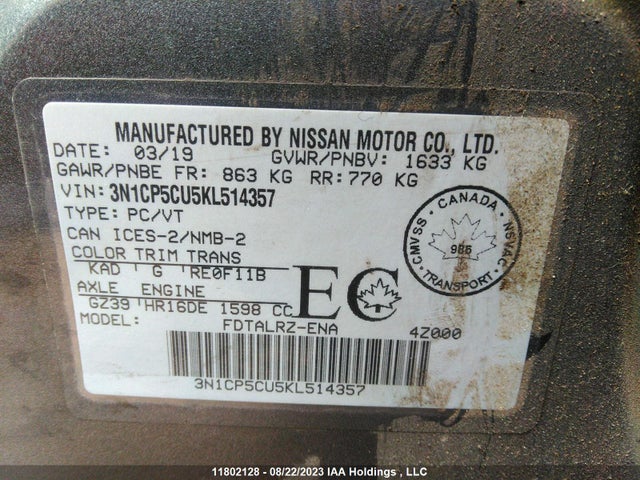 MANUFACTURED BY NISSAN MOTOR CO., LTD.
DATE: 03/19 GVWR/PNBV: 1633 KG
GAWR/PNBE FR: 863 KG RR: 770 KG
VIN: 3N1CP5CU5KL514357
TYPE: PC/VT
CAN ICES-2/NMB-2
COLOR TRIM TRANS
KAD G RE0F11B
AXLE ENGINE
GZ39 HR16DE 1598 CC
MODEL: FDTALRZ-ENA 4Z000
EC
CMVSS · CANADA · NSVAC
985
TRANSPORT
3N1CP5CU5KL514357
11802128 - 08/22/2023 IAA Holdings , LLC